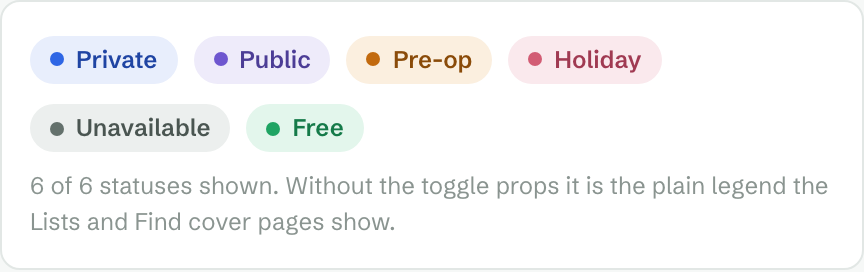 Private Public Pre-op Holiday
Unavailable Free
6 of 6 statuses shown. Without the toggle props it is the plain legend the
Lists and Find cover pages show.